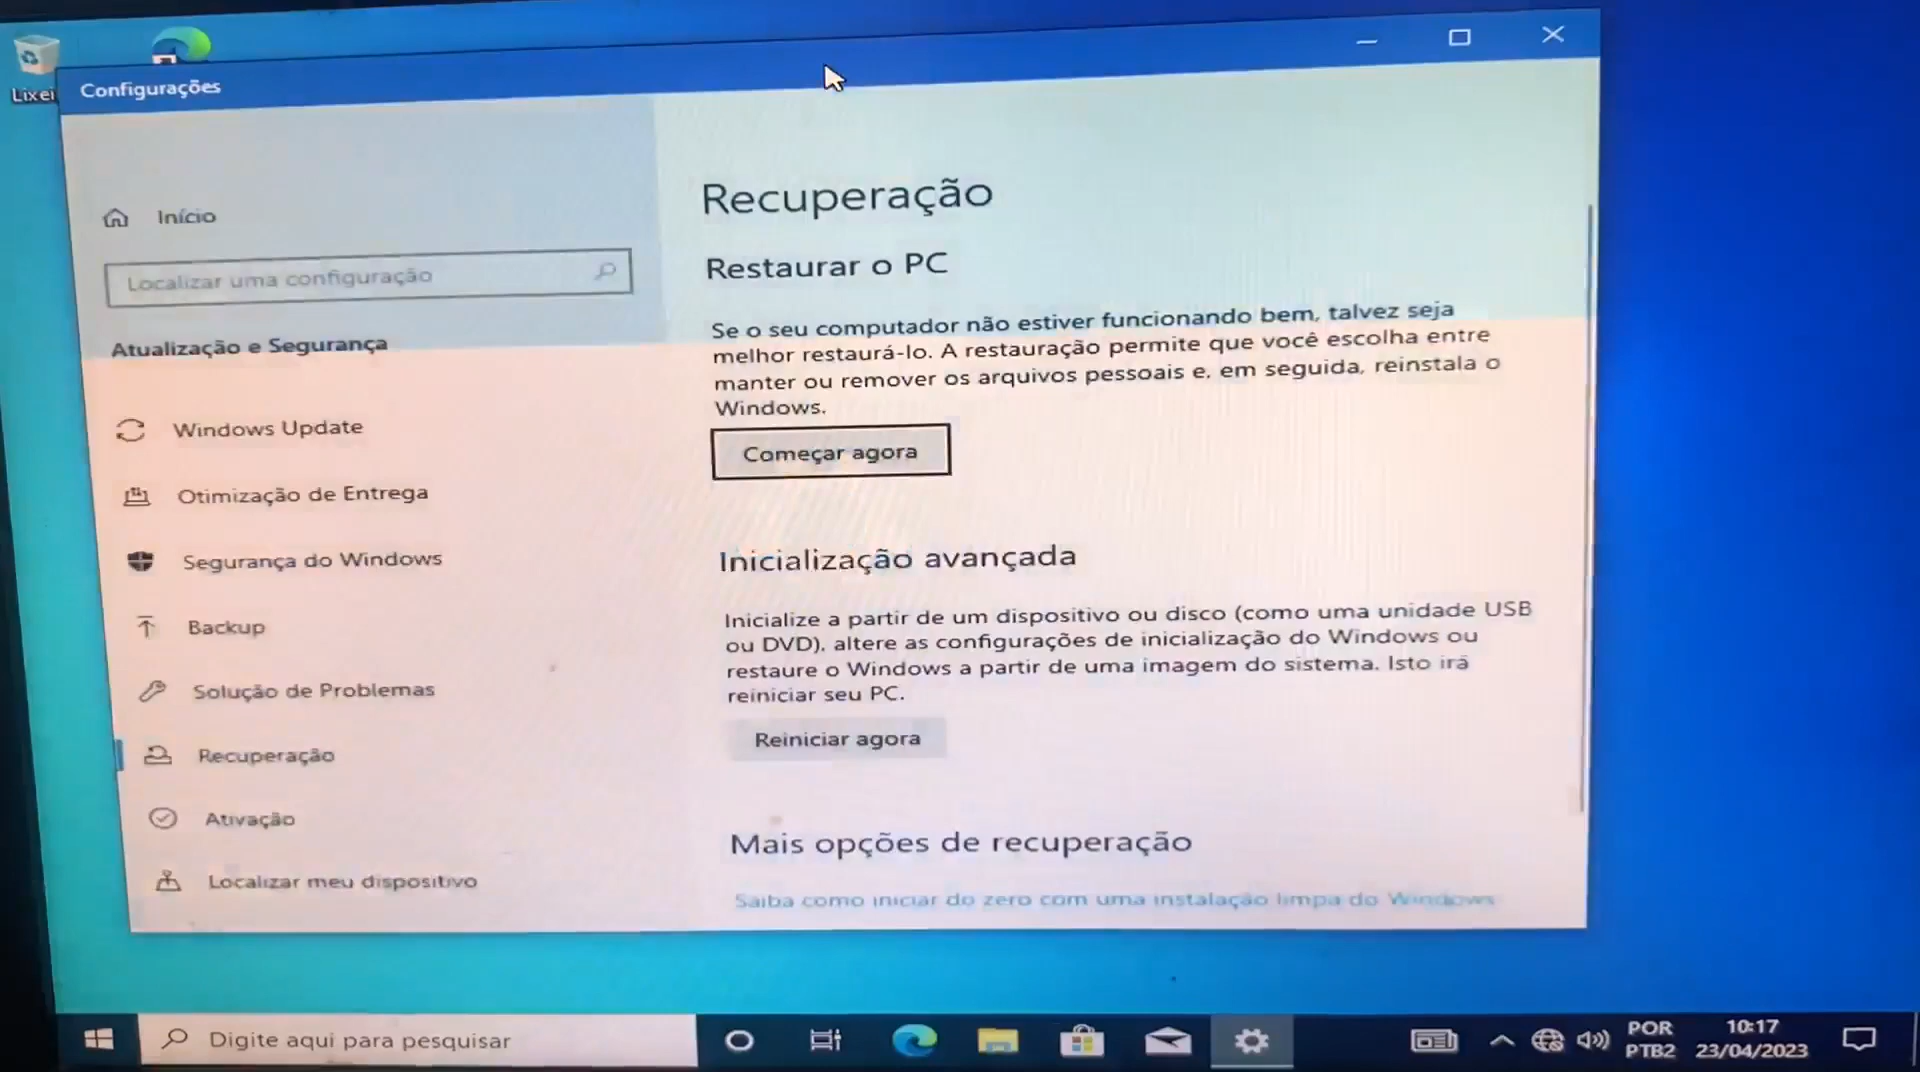 Lixei
Configurações
Início
Localizar uma configuração
Atualização e Segurança
Windows Update
Otimização de Entrega
Segurança do Windows
Backup
Solução de Problemas
Recuperação
Ativação
Localizar meu dispositivo
Recuperação
Restaurar o PC
Se o seu computador não estiver funcionando bem, talvez seja
melhor restaurá-lo. A restauração permite que você escolha entre
manter ou remover os arquivos pessoais e, em seguida, reinstala o
Windows.
Começar agora
Inicialização avançada
Inicialize a partir de um dispositivo ou disco (como uma unidade USB
ou DVD), altere as configurações de inicialização do Windows ou
restaure o Windows a partir de uma imagem do sistema. Isto irá
reiniciar seu PC.
Reiniciar agora
Mais opções de recuperação
Saiba como iniciar do zero com uma instalação limpa do Windows
Digite aqui para pesquisar
POR
PTB2
10:17
23/04/2023